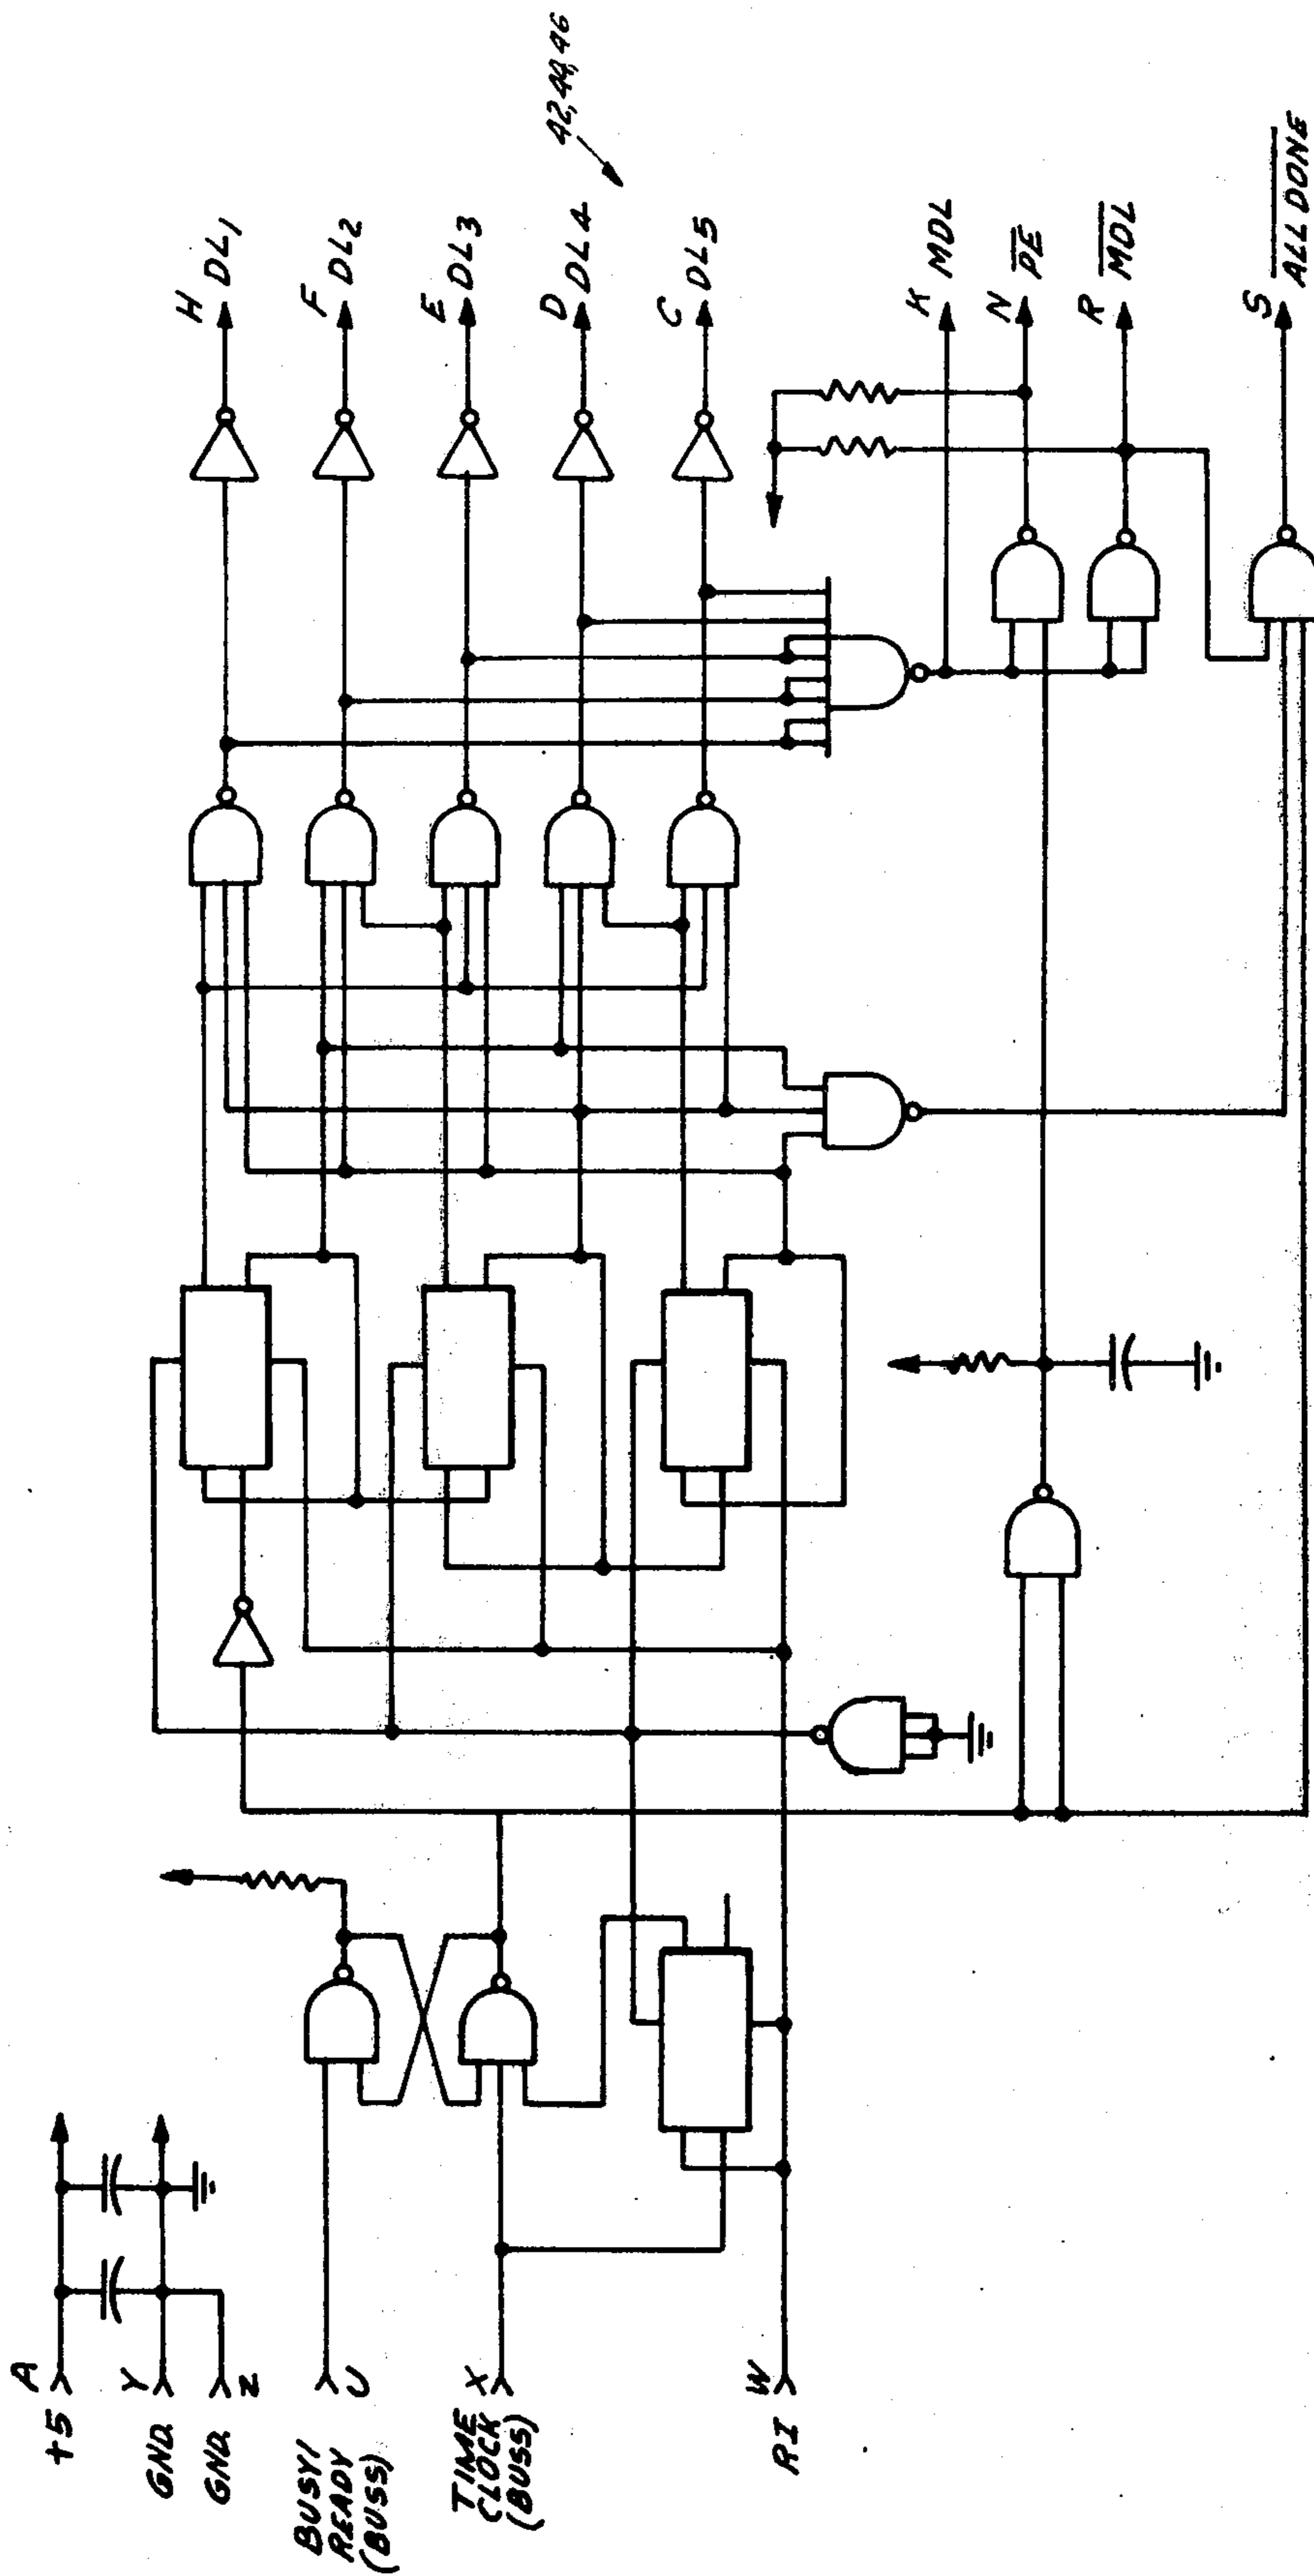 +5 A
GND. Y
GND. Z
BUSY/
READY
(BUSS)
U
TIME
CLOCK
(BUSS)
X
RI W
H DL1
F DL2
E DL3
D DL4
C DL5
42,44,46
K MDL
N PE
R MDL
S ALL DONE